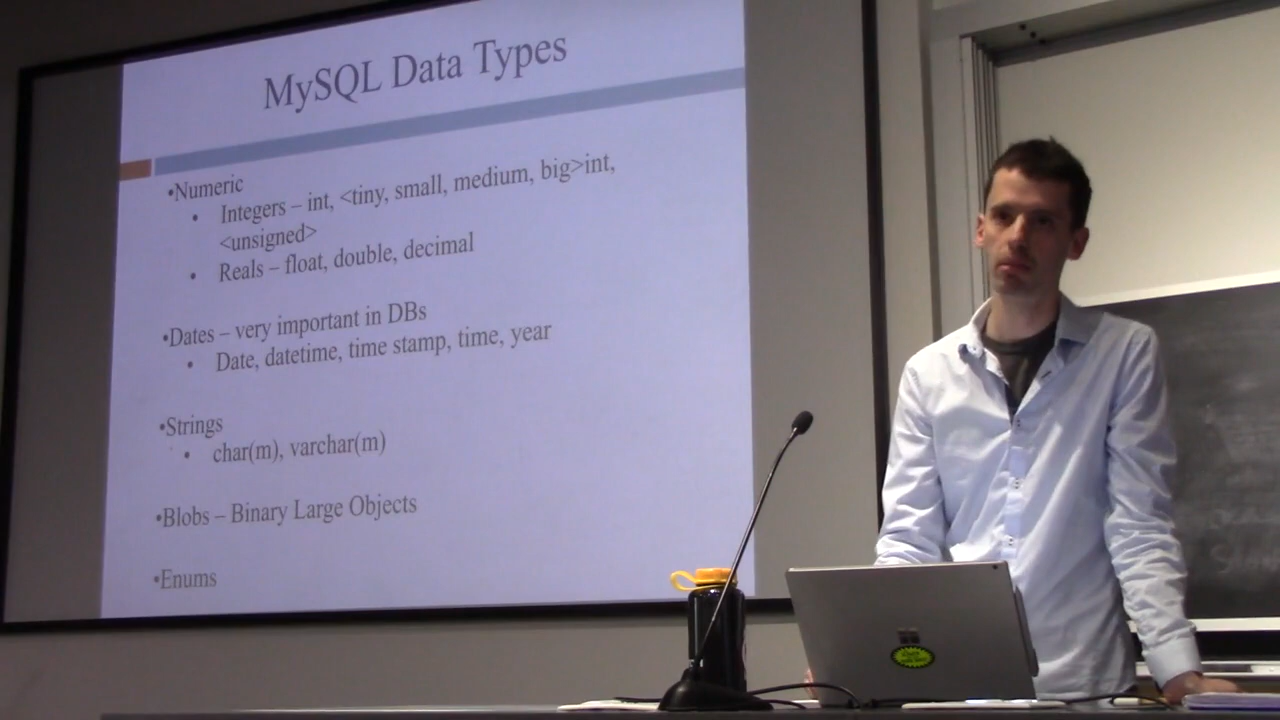 MySQL Data Types
•Numeric
• Integers – int, <tiny, small, medium, big>int,
<unsigned>
• Reals – float, double, decimal
•Dates – very important in DBs
• Date, datetime, time stamp, time, year
•Strings
• char(m), varchar(m)
•Blobs – Binary Large Objects
•Enums